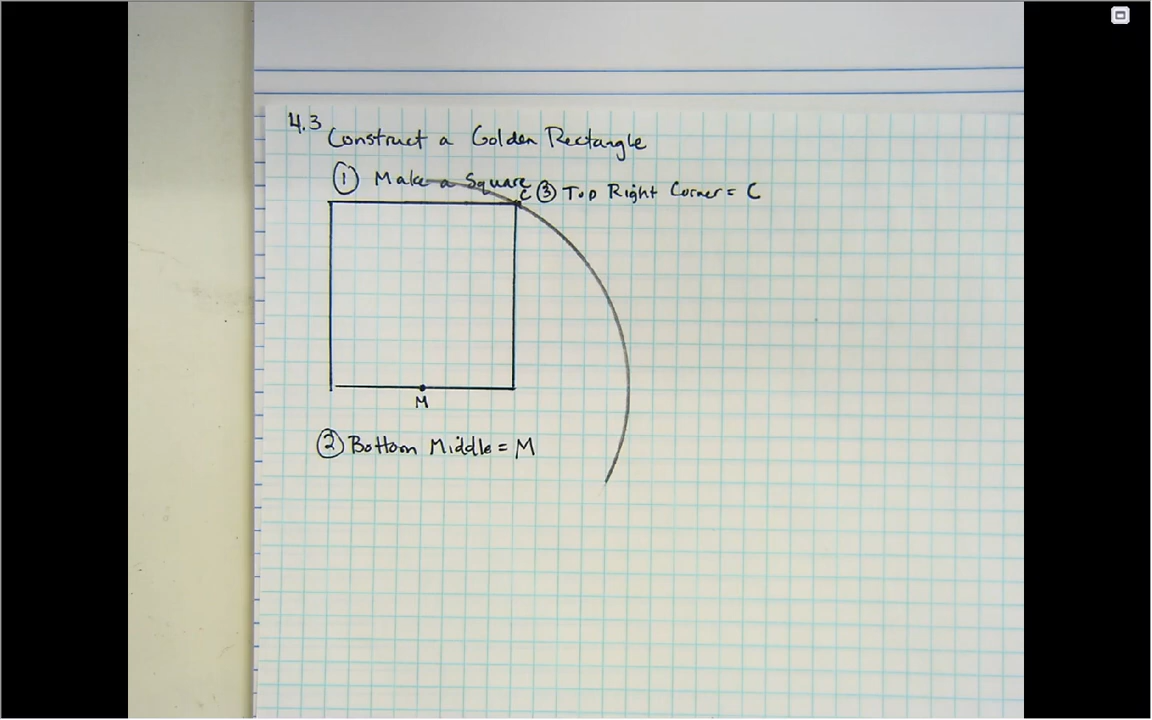 4.3 Construct a Golden Rectangle
① Make a Square
C ③ Top Right Corner = C
M
② Bottom Middle = M